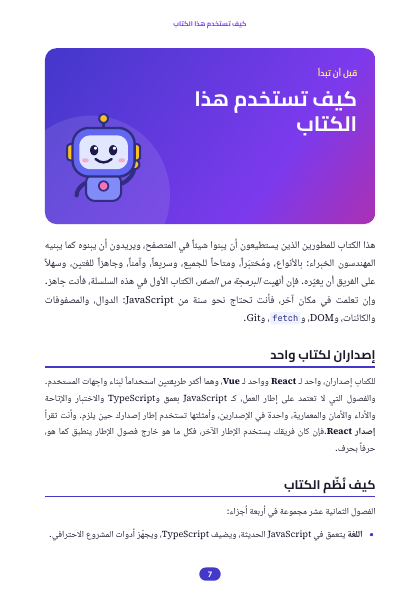 كيف تستخدم هذا الكتاب
قبل أن تبدأ
كيف تستخدم هذا
الكتاب
هذا الكتاب للمطورين الذين يستطيعون أن يبنوا شيئاً في المتصفح، ويريدون أن يبنوه كما يبنيه
المهندسون الخبراء: بالأنواع، ومُختبَراً، ومتاحاً للجميع، وسريعاً، وآمناً، وجاهزاً للغتين، وسهلاً
على الفريق أن يغيّره. فإن أنهيت البرمجة من الصفر، الكتاب الأول في هذه السلسلة، فأنت جاهز.
وإن تعلمت في مكان آخر، فأنت تحتاج نحو سنة من JavaScript: الدوال، والمصفوفات
والكائنات، وDOM، و fetch، وGit.
إصداران لكتاب واحد
للكتاب إصداران، واحد لـ React وواحد لـ Vue، وهما أكثر طريقتين استخداماً لبناء واجهات المتصفح.
والفصول التي لا تعتمد على إطار العمل، كـ JavaScript بعمق وTypeScript والاختبار والإتاحة
والأداء والأمان والمعمارية، واحدة في الإصدارين، وأمثلتها تستخدم إطار إصدارك حين يلزم. وأنت تقرأ
إصدار React. فإن كان فريقك يستخدم الإطار الآخر، فكل ما هو خارج فصول الإطار ينطبق كما هو،
حرفاً بحرف.
كيف نُظّم الكتاب
الفصول الثمانية عشر مجموعة في أربعة أجزاء:
• اللغة يتعمق في JavaScript الحديثة، ويضيف TypeScript، ويجهّز أدوات المشروع الاحترافي.
7